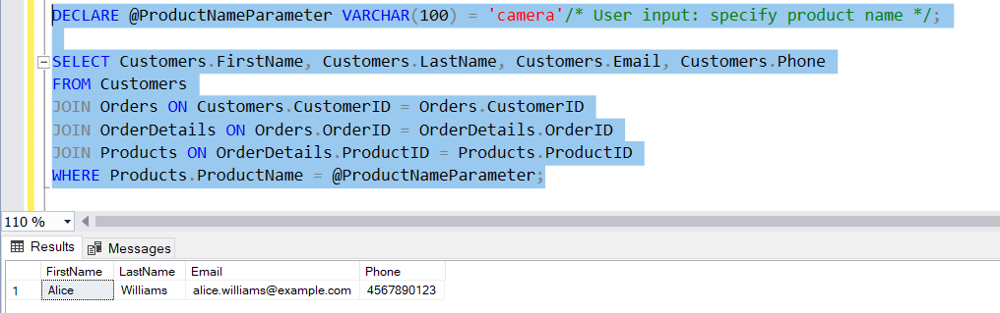 DECLARE @ProductNameParameter VARCHAR(100) = 'camera'/* User input: specify product name */;
SELECT Customers.FirstName, Customers.LastName, Customers.Email, Customers.Phone
FROM Customers
JOIN Orders ON Customers.CustomerID = Orders.CustomerID
JOIN OrderDetails ON Orders.OrderID = OrderDetails.OrderID
JOIN Products ON OrderDetails.ProductID = Products.ProductID
WHERE Products.ProductName = @ProductNameParameter;
110 %
Results Messages
FirstName LastName Email Phone
1 Alice Williams alice.williams@example.com 4567890123